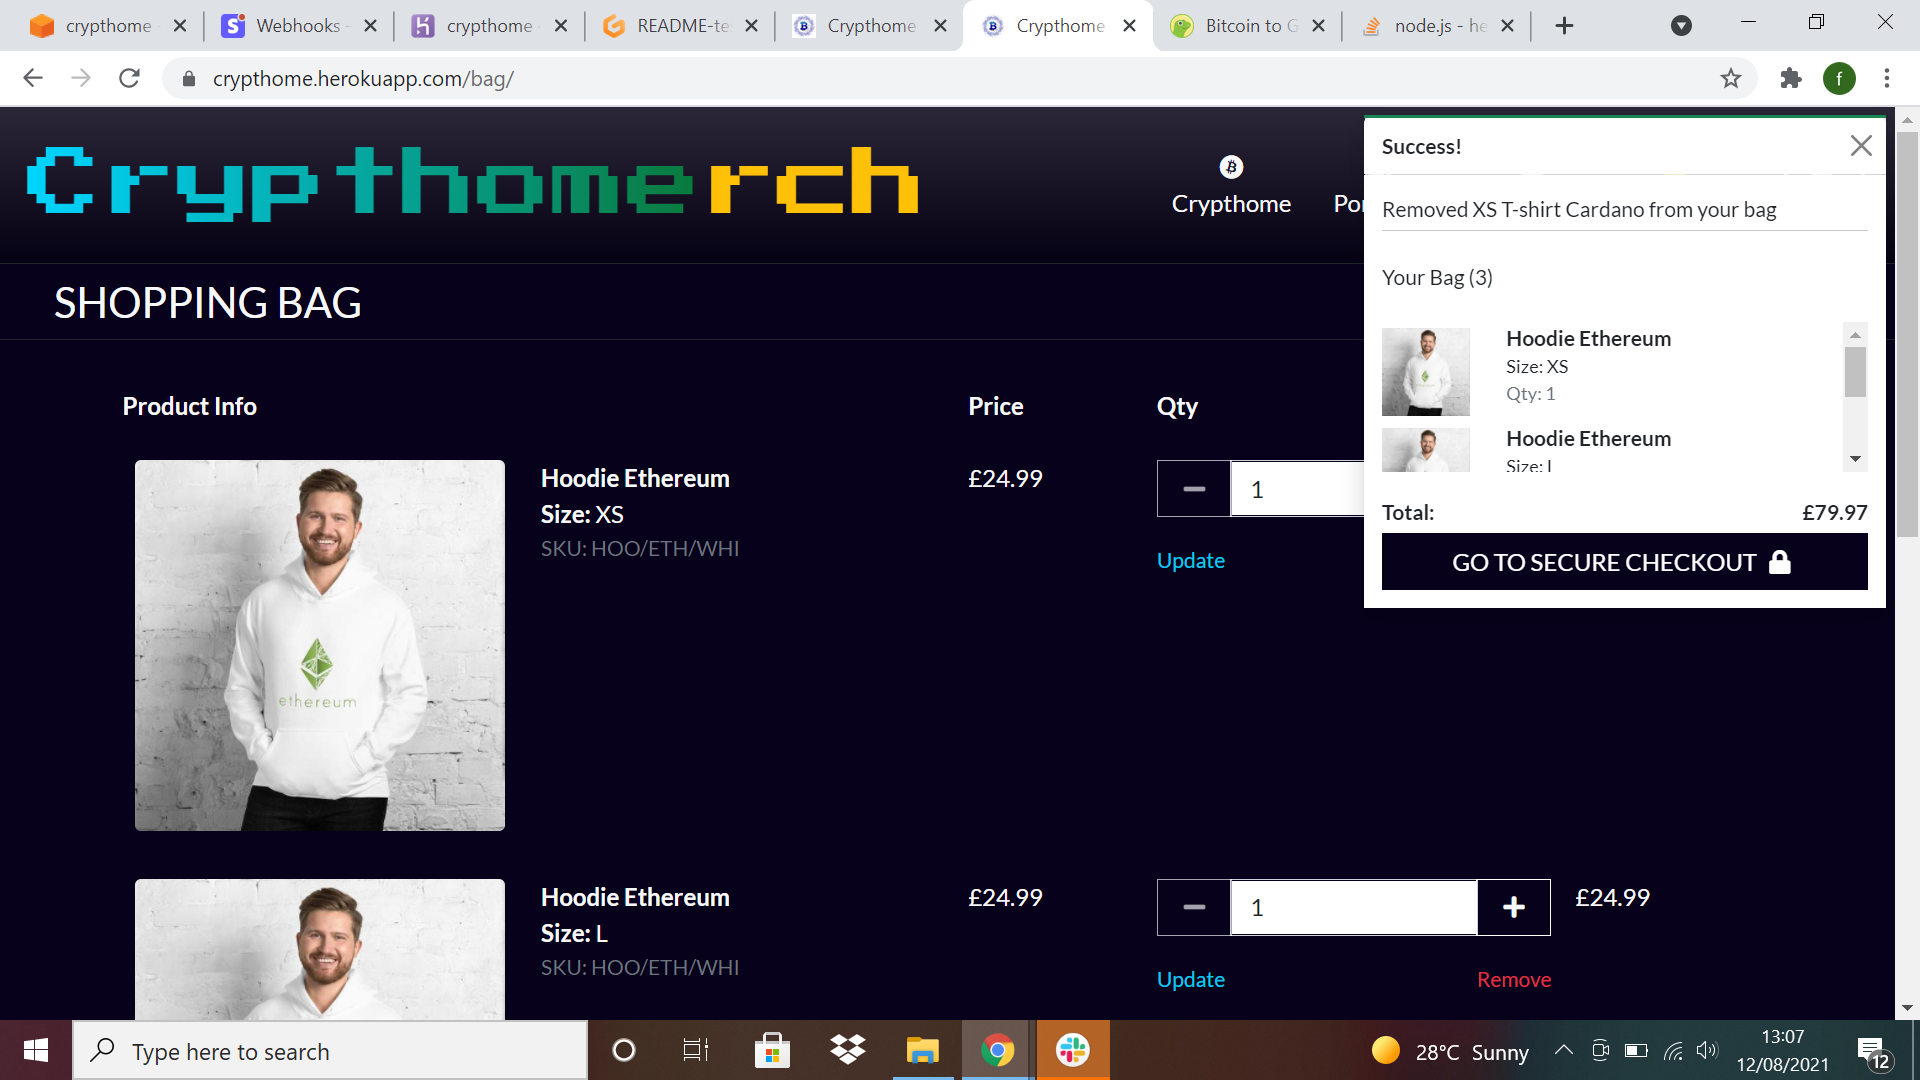 crypthome
Webhooks -
crypthome
README-te
Crypthome
Crypthome
Bitcoin to G
node.js - he
crypthome.herokuapp.com/bag/
f
Crypthomerch
Crypthome
Por
Success!
Removed XS T-shirt Cardano from your bag
Your Bag (3)
Hoodie Ethereum
Size: XS
Qty: 1
Hoodie Ethereum
Size: L
Total: £79.97
GO TO SECURE CHECKOUT
SHOPPING BAG
Product Info Price Qty
Hoodie Ethereum £24.99 1
Size: XS
SKU: HOO/ETH/WHI
Update
ethereum
Hoodie Ethereum £24.99 1 £24.99
Size: L
SKU: HOO/ETH/WHI
Update Remove
Type here to search
28°C Sunny
13:07
12/08/2021
12